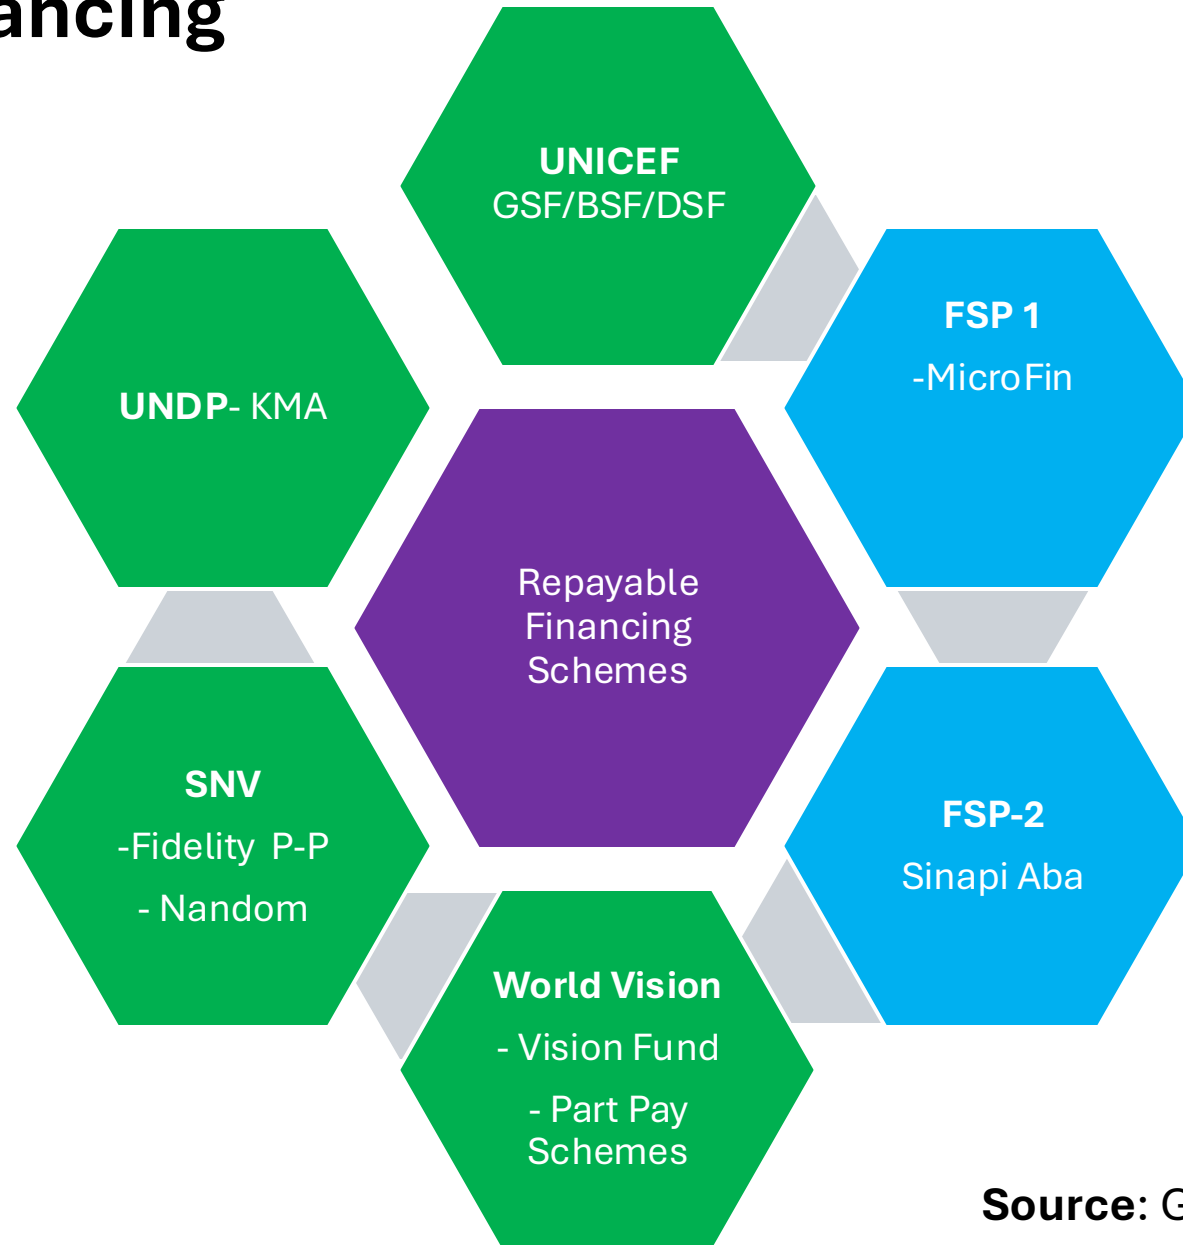 ancing
UNICEF
GSF/BSF/DSF
FSP 1
-MicroFin
UNDP- KMA
Repayable
Financing
Schemes
SNV
-Fidelity P-P
- Nandom
FSP-2
Sinapi Aba
World Vision
- Vision Fund
- Part Pay
Schemes
Source: G